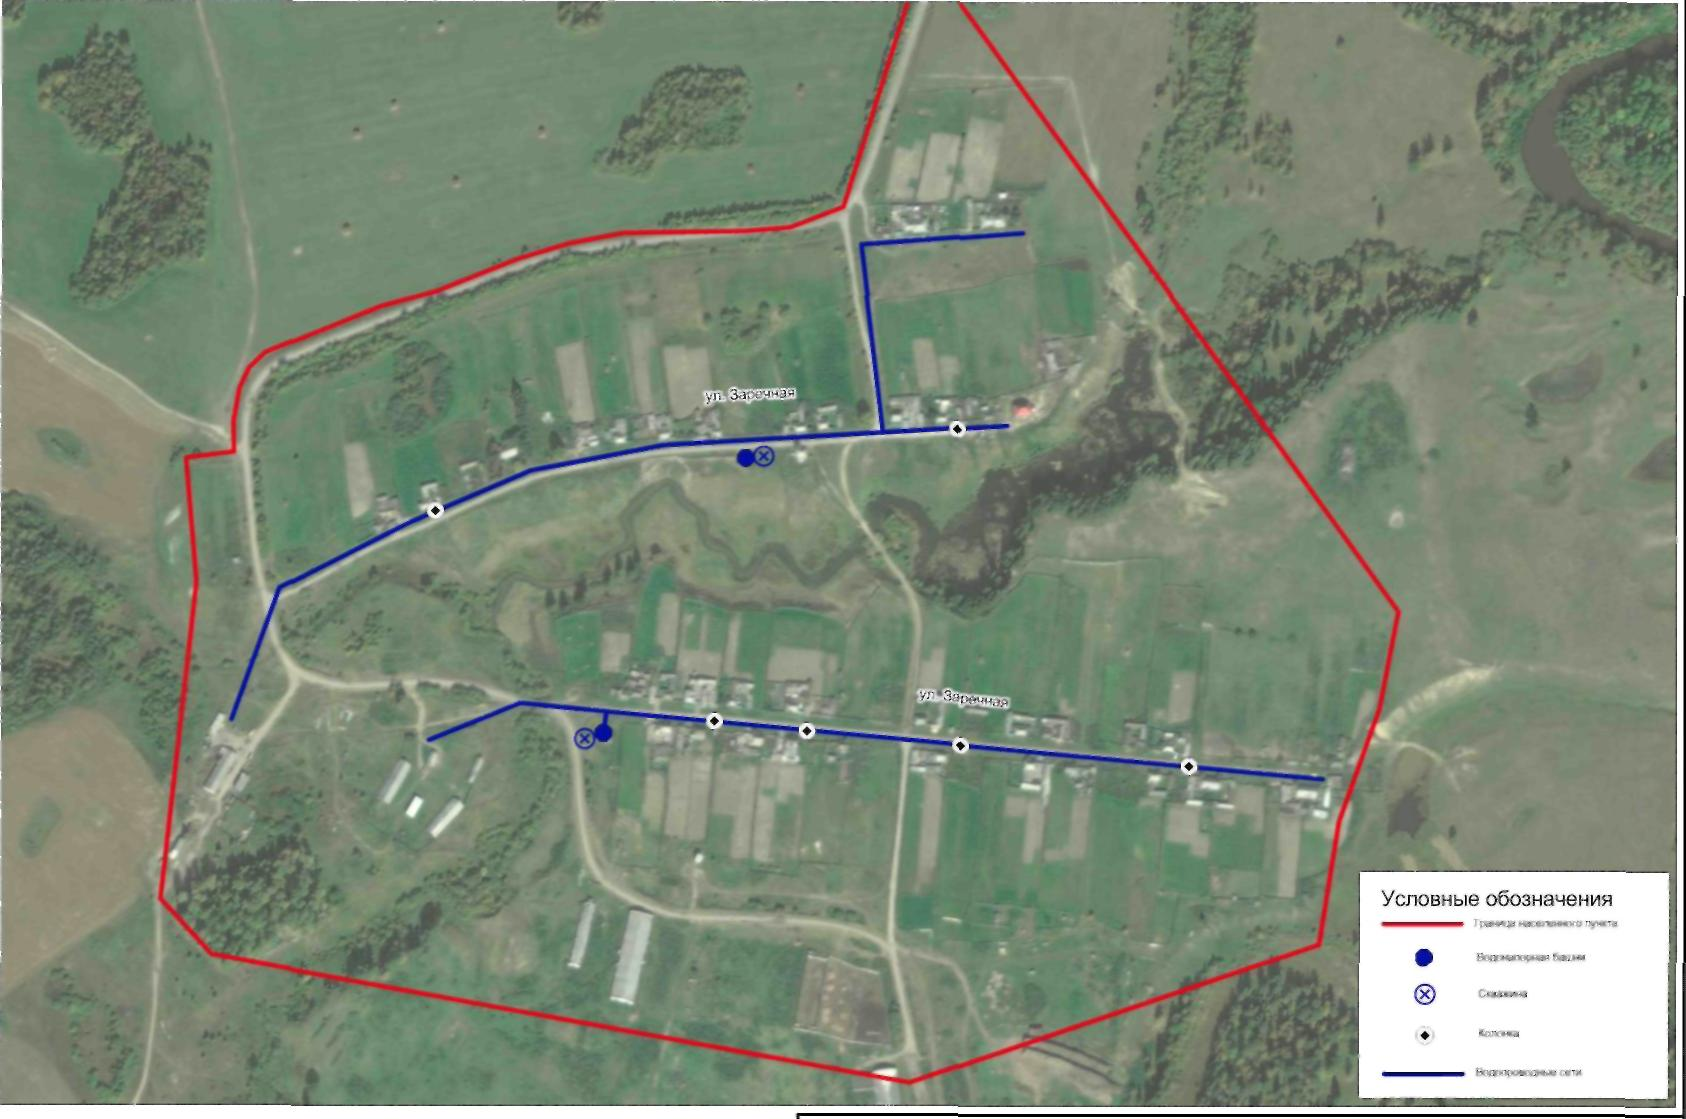 ул. Заречная
ул. Заречная
Условные обозначения
Граница населенного пункта
Водонапорная башня
Скважина
Колонка
Водопроводные сети